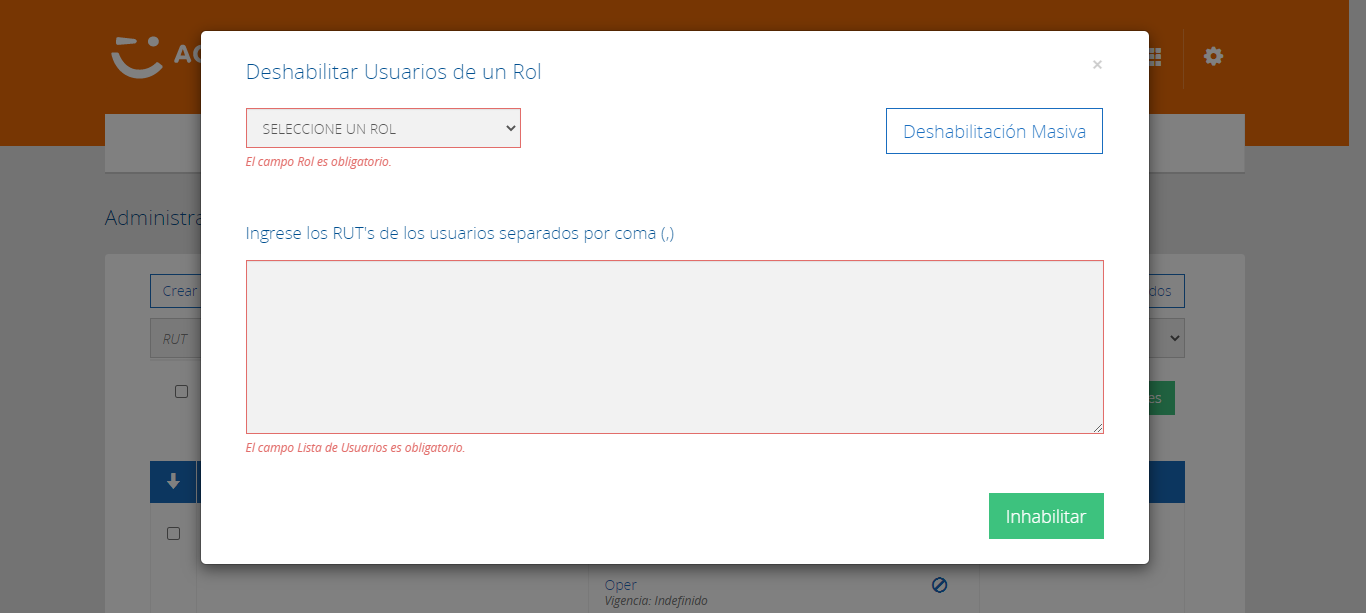 Deshabilitar Usuarios de un Rol
×
SELECCIONE UN ROL
Deshabilitación Masiva
El campo Rol es obligatorio.
Administra
Ingrese los RUT's de los usuarios separados por coma (,)
Crear
dos
RUT
es
El campo Lista de Usuarios es obligatorio.
Inhabilitar
Oper
Vigencia: Indefinido